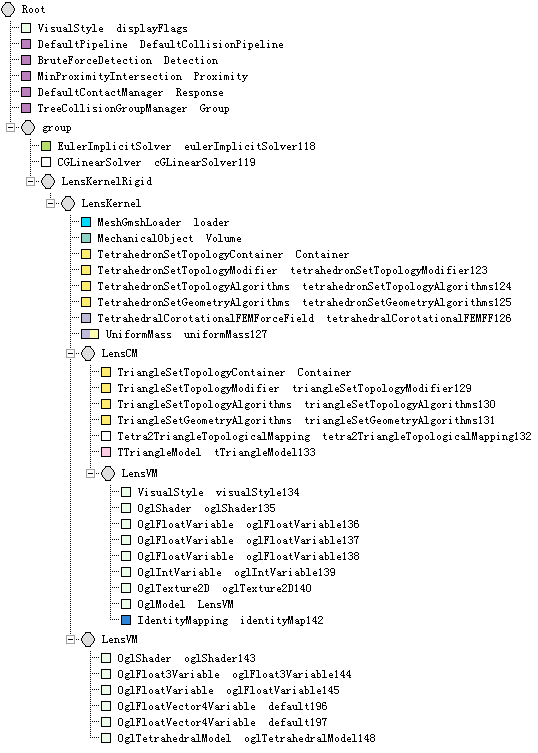 Root
VisualStyle displayFlags
DefaultPipeline DefaultCollisionPipeline
BruteForceDetection Detection
MinProximityIntersection Proximity
DefaultContactManager Response
TreeCollisionGroupManager Group
group
EulerImplicitSolver eulerImplicitSolver118
CGLinearSolver cGLinearSolver119
LensKernelRigid
LensKernel
MeshGmshLoader loader
MechanicalObject Volume
TetrahedronSetTopologyContainer Container
TetrahedronSetTopologyModifier tetrahedronSetTopologyModifier123
TetrahedronSetTopologyAlgorithms tetrahedronSetTopologyAlgorithms124
TetrahedronSetGeometryAlgorithms tetrahedronSetGeometryAlgorithms125
TetrahedralCorotationalFEMForceField tetrahedralCorotationalFEMFF126
UniformMass uniformMass127
LensCM
TriangleSetTopologyContainer Container
TriangleSetTopologyModifier triangleSetTopologyModifier129
TriangleSetTopologyAlgorithms triangleSetTopologyAlgorithms130
TriangleSetGeometryAlgorithms triangleSetGeometryAlgorithms131
Tetra2TriangleTopologicalMapping tetra2TriangleTopologicalMapping132
TTriangleModel tTriangleModel133
LensVM
VisualStyle visualStyle134
OglShader oglShader135
OglFloatVariable oglFloatVariable136
OglFloatVariable oglFloatVariable137
OglFloatVariable oglFloatVariable138
OglIntVariable oglIntVariable139
OglTexture2D oglTexture2D140
OglModel LensVM
IdentityMapping identityMap142
LensVM
OglShader oglShader143
OglFloat3Variable oglFloat3Variable144
OglFloatVariable oglFloatVariable145
OglFloatVector4Variable default196
OglFloatVector4Variable default197
OglTetrahedralModel oglTetrahedralModel148